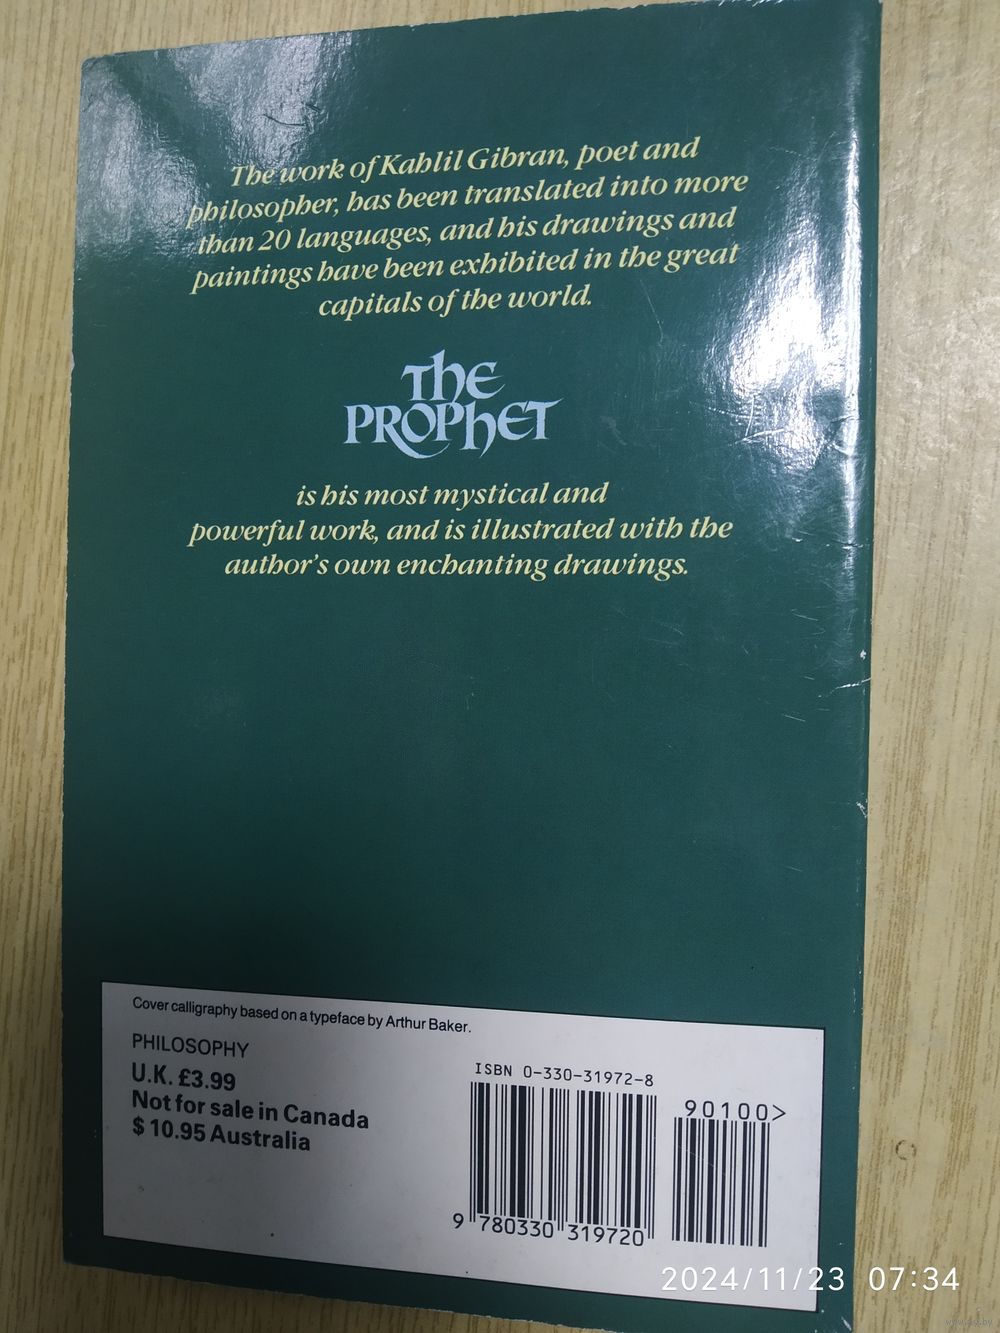 The work of Kahlil Gibran, poet and
philosopher, has been translated into more
than 20 languages, and his drawings and
paintings have been exhibited in the great
capitals of the world.
The
PROPhET
is his most mystical and
powerful work, and is illustrated with the
author's own enchanting drawings.
Cover calligraphy based on a typeface by Arthur Baker.
PHILOSOPHY
U.K. £3.99
Not for sale in Canada
$10.95 Australia
ISBN 0-330-31972-8
90100>
9 780330 319720
2024/11/23 07:34